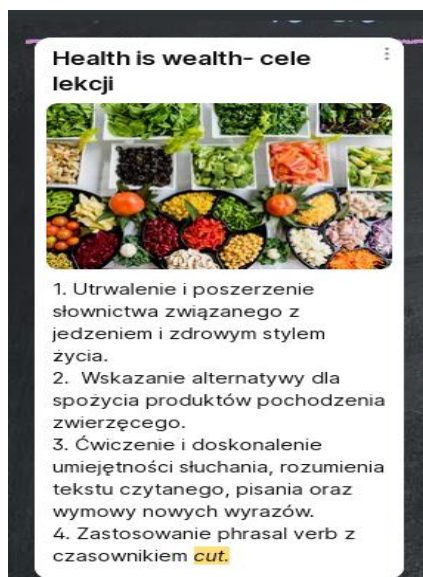 Health is wealth- cele
lekcji
1. Utrwalenie i poszerzenie
słownictwa związanego z
jedzeniem i zdrowym stylem
życia.
2. Wskazanie alternatywy dla
spożycia produktów pochodzenia
zwierzęcego.
3. Ćwiczenie i doskonalenie
umiejętności słuchania, rozumienia
tekstu czytanego, pisania oraz
wymowy nowych wyrazów.
4. Zastosowanie phrasal verb z
czasownikiem cut.